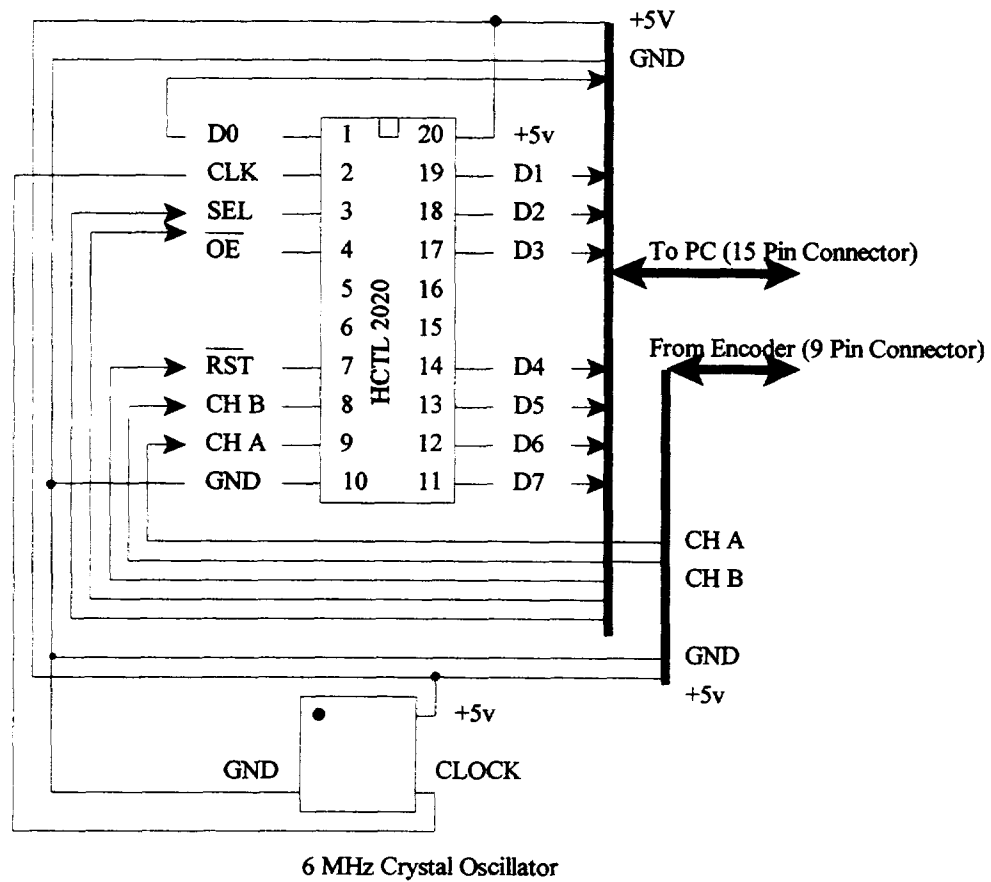 +5V
GND
D0 1 20 +5v
CLK 2 19 D1
SEL 3 18 D2
OE 4 17 D3
To PC (15 Pin Connector)
5 16
6 15
HCTL 2020
From Encoder (9 Pin Connector)
RST 7 14 D4
CH B 8 13 D5
CH A 9 12 D6
GND 10 11 D7
CH A
CH B
GND
+5v
+5v
GND CLOCK
6 MHz Crystal Oscillator